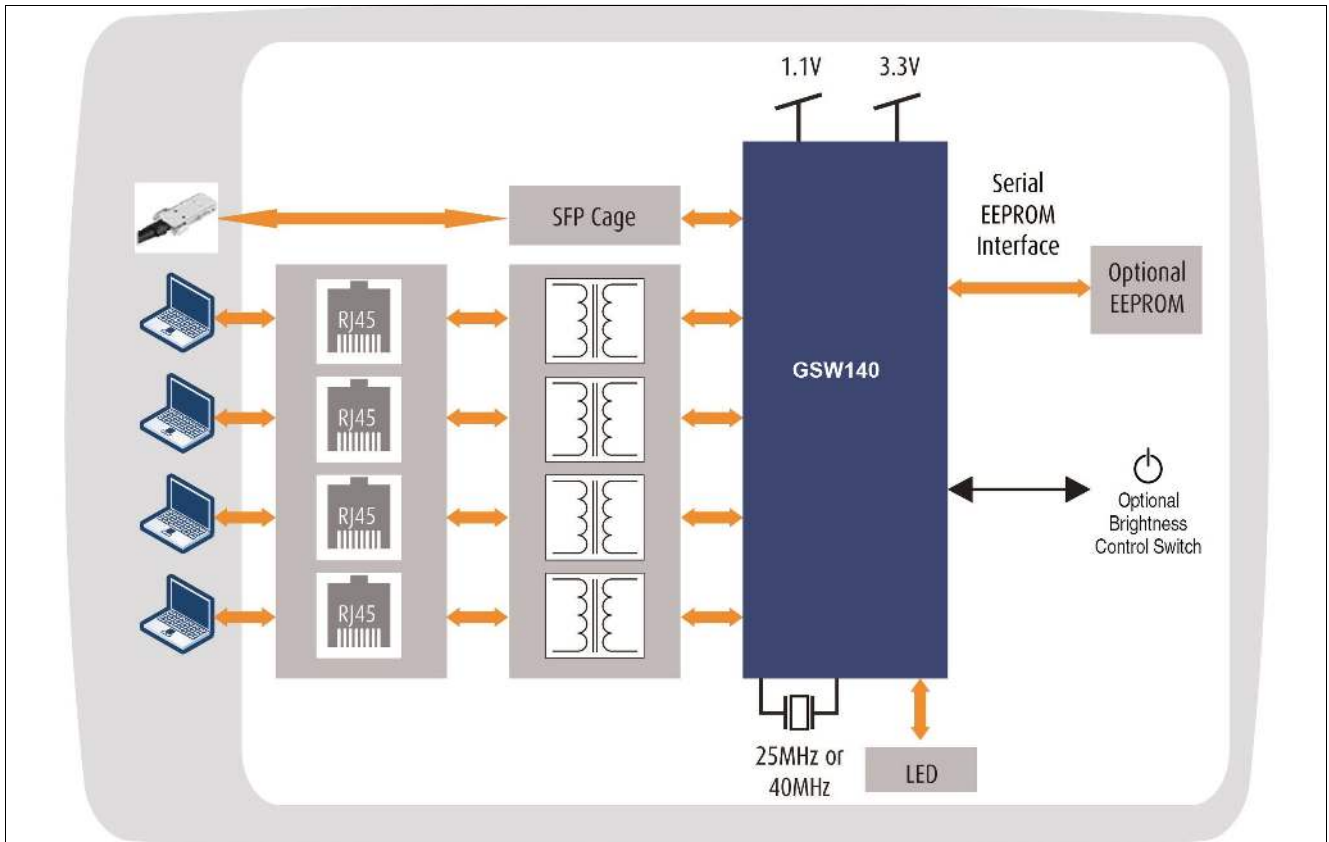 1.1V
3.3V
SFP Cage
Serial
EEPROM
Interface
Optional
EEPROM
RJ45
RJ45
RJ45
RJ45
GSW140
Optional
Brightness
Control Switch
25MHz or
40MHz
LED